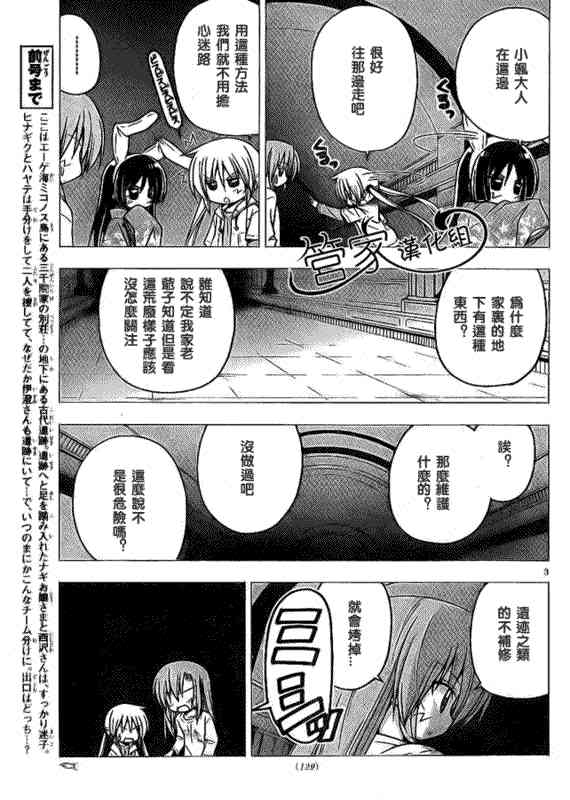 小颯大人
在這邊
很好
往那邊走吧
用這種方法
我們就不用擔
心迷路
管家漢化組
為什麼
家裏的地
下有這種
東西?
誰知道
說不定我家老
爺子知道但是看
這荒廢樣子應該
沒怎麼關注
誒?
那麼維護
什麼的?
沒做過吧
這麼說不
是很危險嗎?
3
遺迹之類
的不補修
就會垮掉…
前号まで
ぜんごう
ここはエーゲ海ミコノス島にある三千院家の別荘…の地下にある古代遺跡。遺跡へと足を踏み入れたナギお嬢さまと西沢さんは、すっかり迷子。
ヒナギクとハヤテは手分けをして二人を捜してて、なぜだか伊澄さんも遺跡にいて…で、いつのまにかこんなチーム分けに。出口はどっち…?
(129)